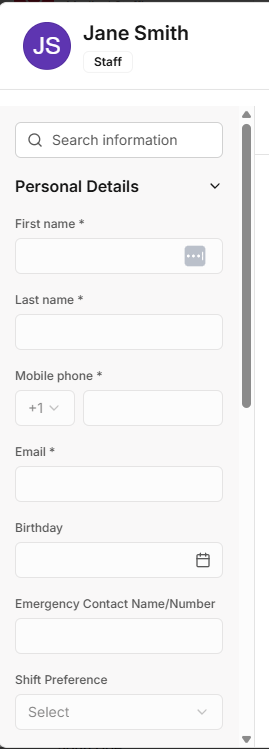 JS
Jane Smith
Staff
Search information
Personal Details
First name *
Last name *
Mobile phone *
+1
Email *
Birthday
Emergency Contact Name/Number
Shift Preference
Select